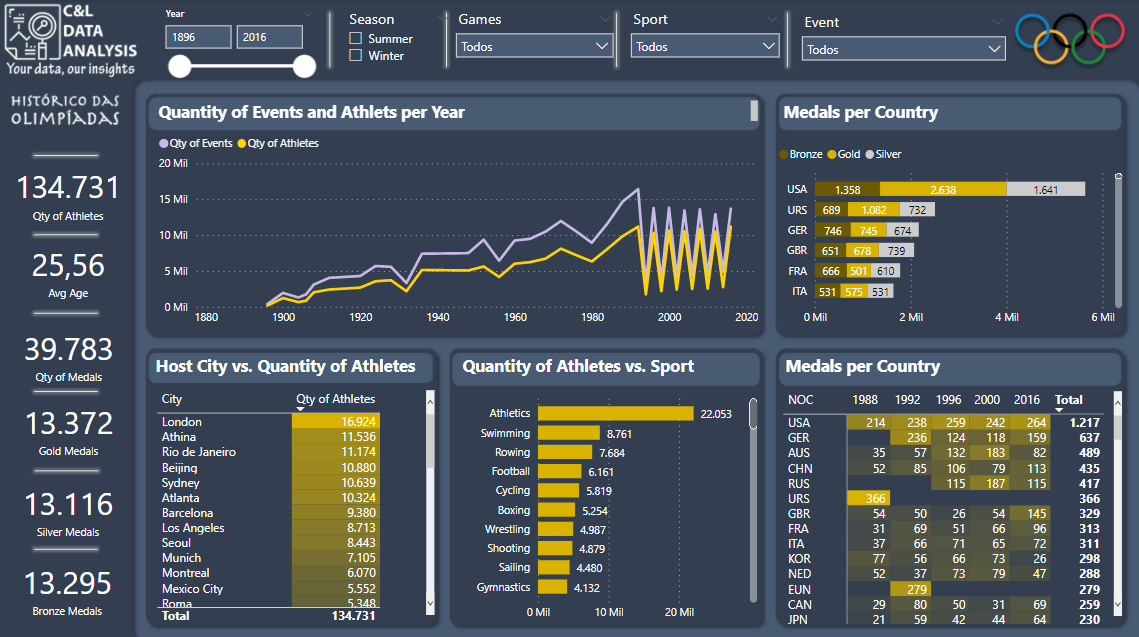 C&L
DATA
ANALYSIS
Your data, our insights
Year
1896
2016
Season
Summer
Winter
Games
Todos
Sport
Todos
Event
Todos
HISTÓRICO DAS
OLIMPÍADAS
134.731
Qty of Athletes
25,56
Avg Age
39.783
Qty of Medals
13.372
Gold Medals
13.116
Silver Medals
13.295
Bronze Medals
Quantity of Events and Athlets per Year
Qty of Events Qty of Athletes
20 Mil
15 Mil
10 Mil
5 Mil
0 Mil
1880 1900 1920 1940 1960 1980 2000 2020
Medals per Country
Bronze Gold Silver
USA 1.358 2.638 1.641
URS 689 1.082 732
GER 746 745 674
GBR 651 678 739
FRA 666 501 610
ITA 531 575 531
0 Mil 2 Mil 4 Mil 6 Mil
Host City vs. Quantity of Athletes
City Qty of Athletes
London 16.924
Athina 11.536
Rio de Janeiro 11.174
Beijing 10.880
Sydney 10.639
Atlanta 10.324
Barcelona 9.380
Los Angeles 8.713
Seoul 8.443
Munich 7.105
Montreal 6.070
Mexico City 5.552
Roma 5.348
Total 134.731
Quantity of Athletes vs. Sport
Athletics 22.053
Swimming 8.761
Rowing 7.684
Football 6.161
Cycling 5.819
Boxing 5.254
Wrestling 4.987
Shooting 4.879
Sailing 4.480
Gymnastics 4.132
0 Mil 10 Mil 20 Mil
Medals per Country
NOC 1988 1992 1996 2000 2016 Total
USA 214 238 259 242 264 1.217
GER 236 124 118 159 637
AUS 35 57 132 183 82 489
CHN 52 85 106 79 113 435
RUS 115 187 115 417
URS 366 366
GBR 54 50 26 54 145 329
FRA 31 69 51 66 96 313
ITA 37 66 71 65 72 311
KOR 77 56 66 73 26 298
NED 52 37 73 79 47 288
EUN 279 279
CAN 29 80 50 31 69 259
JPN 21 59 42 44 64 230